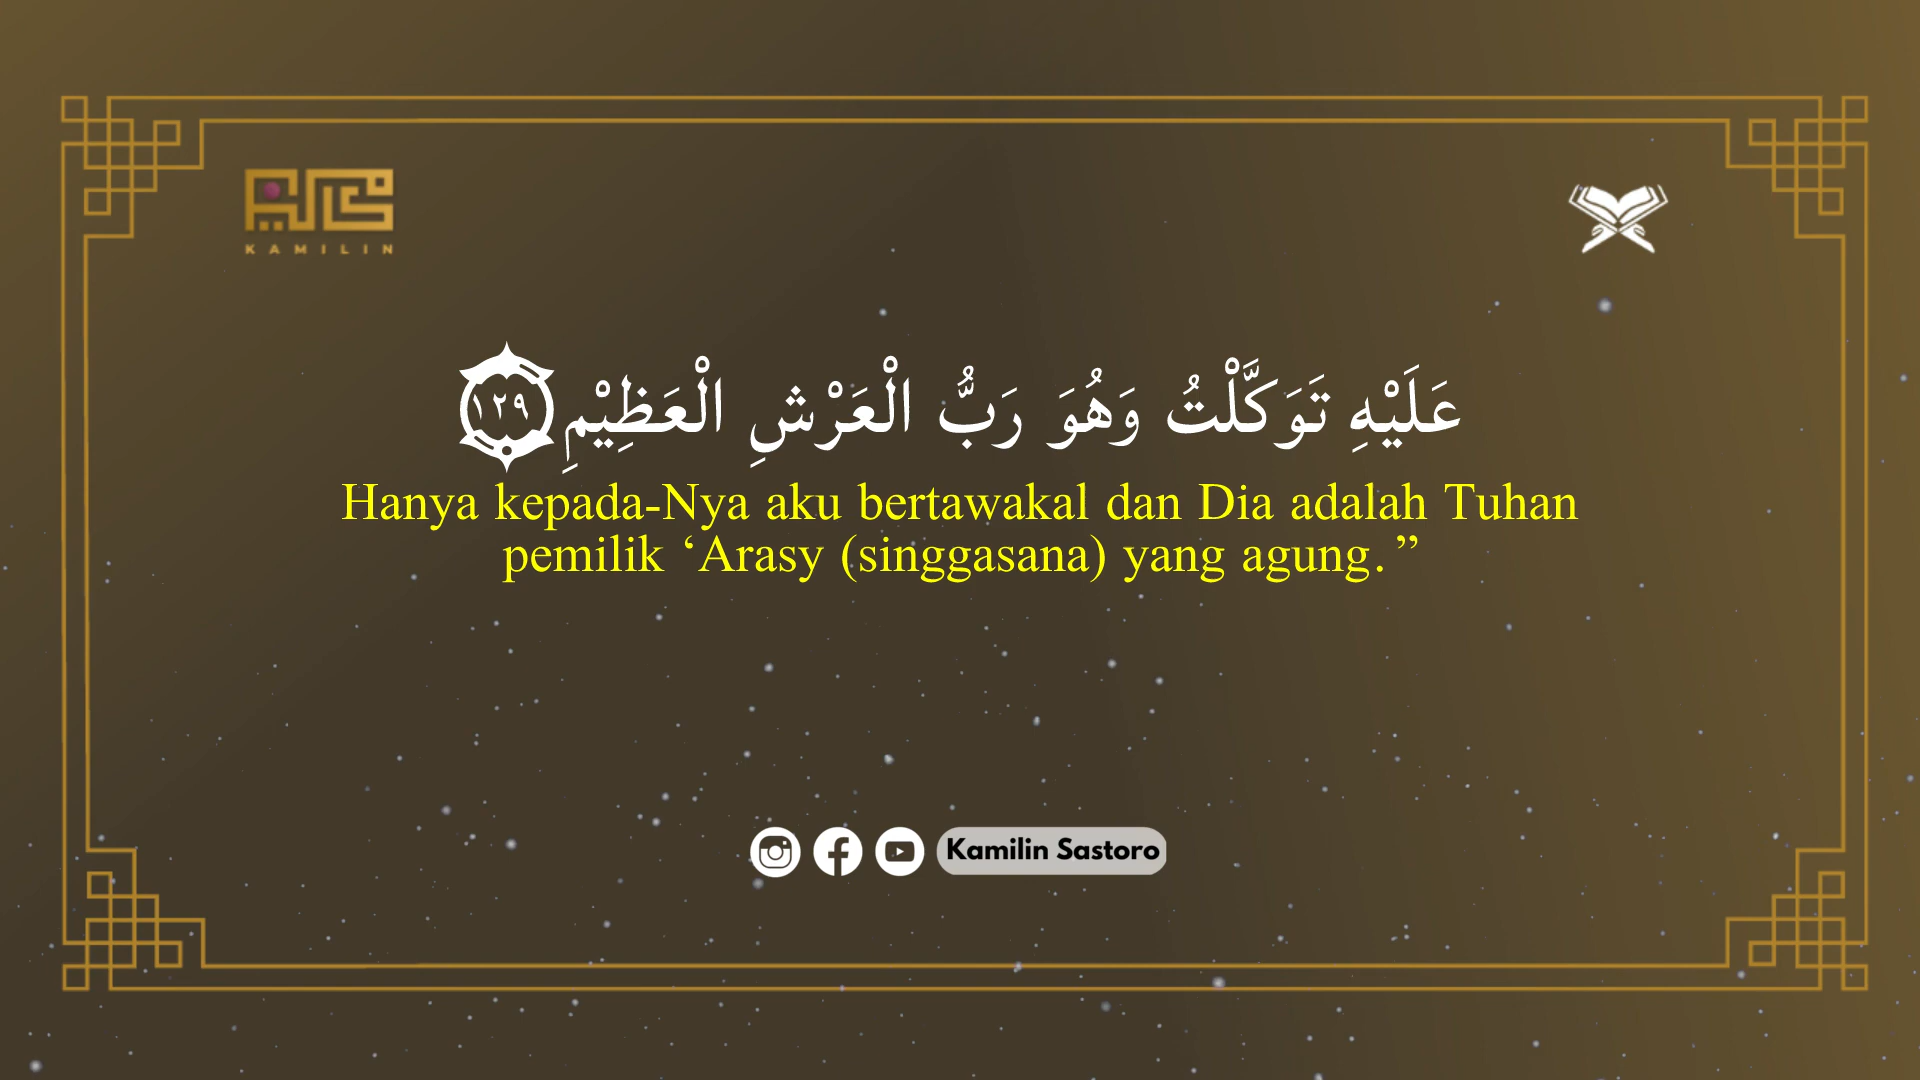 KAMILIN
عَلَيْهِ تَوَكَّلْتُ وَهُوَ رَبُّ الْعَرْشِ الْعَظِيْمِ ۝١٢٩
Hanya kepada-Nya aku bertawakal dan Dia adalah Tuhan
pemilik ‘Arasy (singgasana) yang agung.”
Kamilin Sastoro